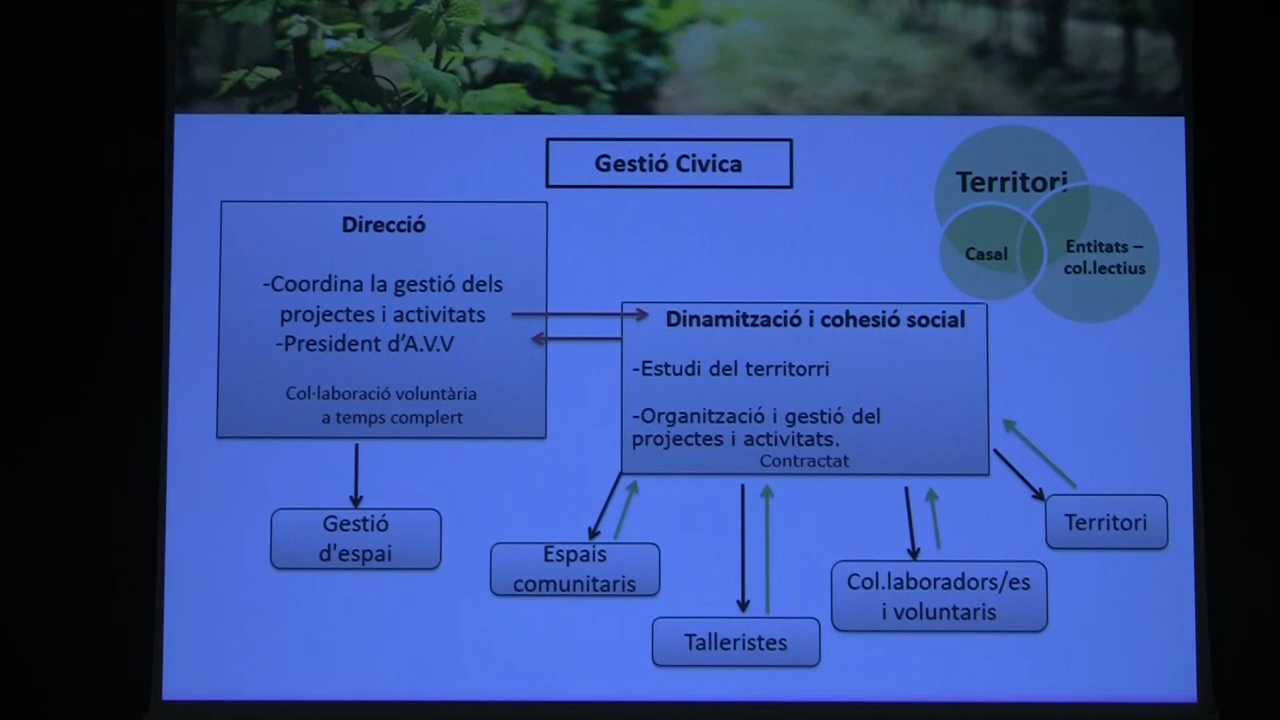 Gestió Civica
Territori
Casal
Entitats –
col.lectius
Direcció
-Coordina la gestió dels
projectes i activitats
-President d'A.V.V
Col·laboració voluntària
a temps complert
Dinamització i cohesió social
-Estudi del territorri
-Organització i gestió del
projectes i activitats.
Contractat
Gestió
d'espai
Espais
comunitaris
Talleristes
Col.laboradors/es
i voluntaris
Territori